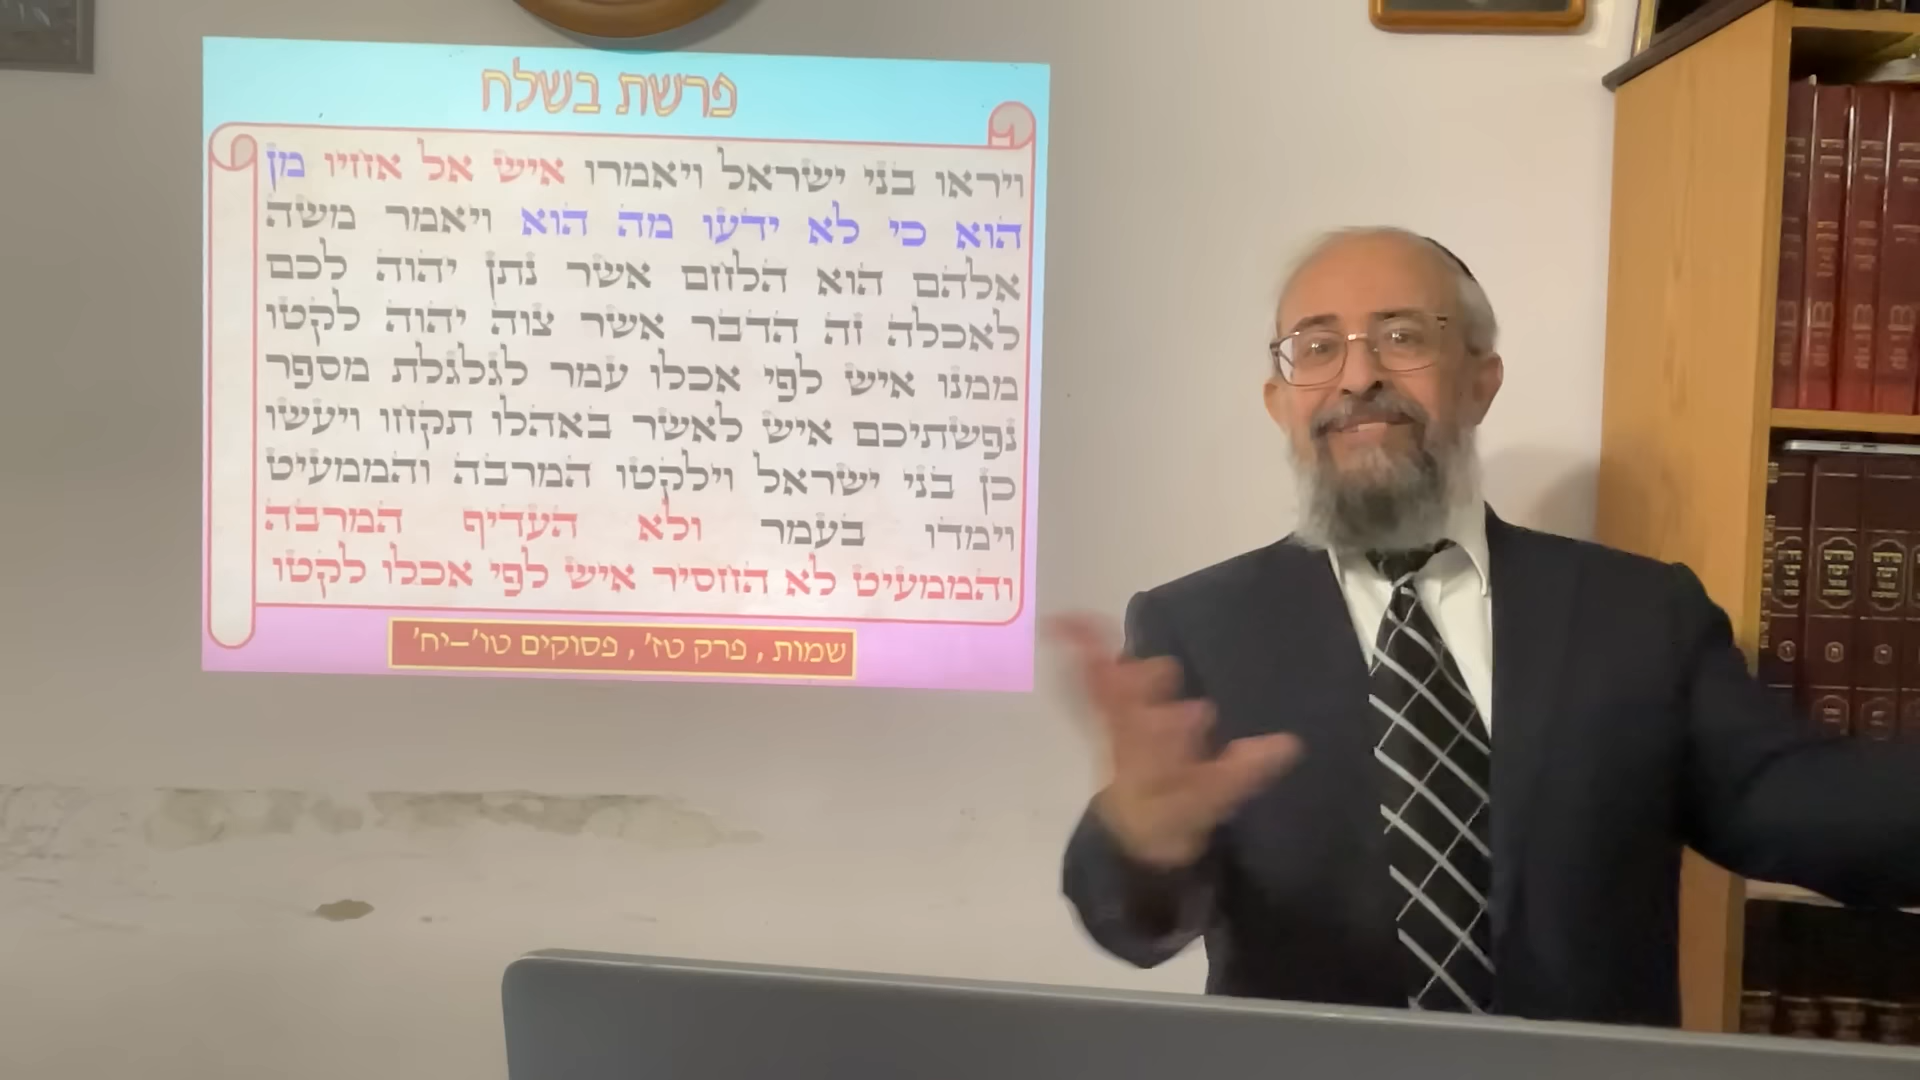 פרשת בשלח
ויראו בני ישראל ויאמרו איש אל אחיו מן
הוא כי לא ידעו מה הוא ויאמר משה
אלהם הוא הלחם אשר נתן יהוה לכם
לאכלה זה הדבר אשר צוה יהוה לקטו
ממנו איש לפי אכלו עמר לגלגלת מספר
נפשתיכם איש לאשר באהלו תקחו ויעשו
כן בני ישראל וילקטו המרבה והממעיט
וימדו בעמר ולא העדיף המרבה
והממעיט לא החסיר איש לפי אכלו לקטו
שמות, פרק טז', פסוקים טו'–יח'